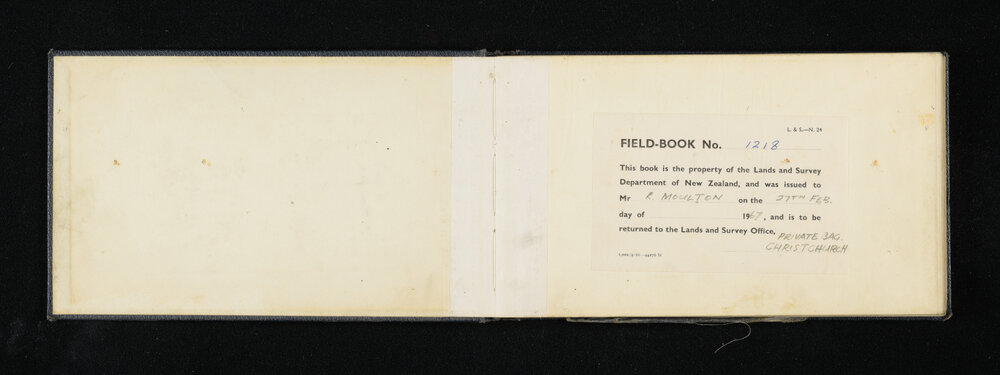 L. & S.—N. 24
FIELD-BOOK No. 1218
This book is the property of the Lands and Survey
Department of New Zealand, and was issued to
Mr R. MOULTON on the 27TH FEB.
day of 1967, and is to be
returned to the Lands and Survey Office, PRIVATE BAG.
CHRISTCHURCH